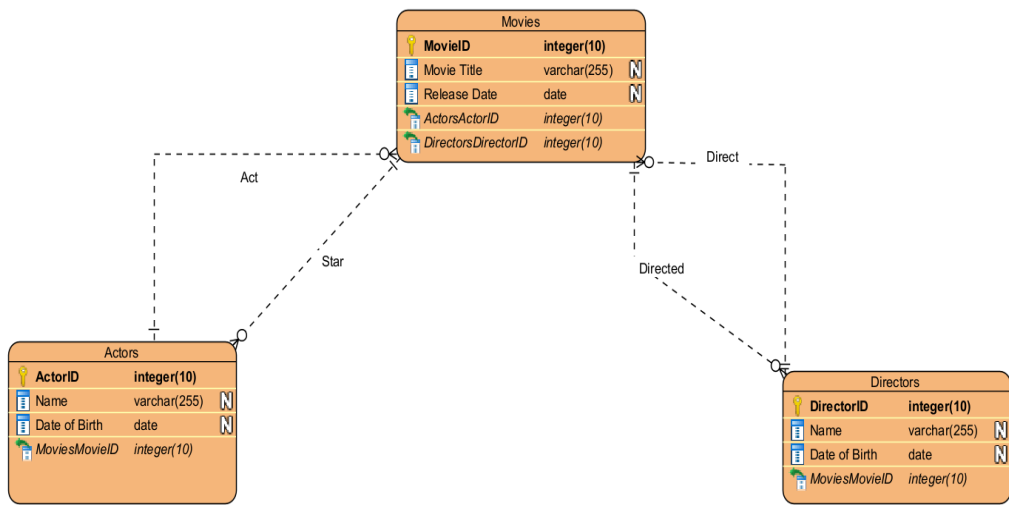 Movies
MovieID integer(10)
Movie Title varchar(255) N
Release Date date N
ActorsActorID integer(10)
DirectorsDirectorID integer(10)
Act
Direct
Star
Directed
Actors
ActorID integer(10)
Name varchar(255) N
Date of Birth date N
MoviesMovieID integer(10)
Directors
DirectorID integer(10)
Name varchar(255) N
Date of Birth date N
MoviesMovieID integer(10)